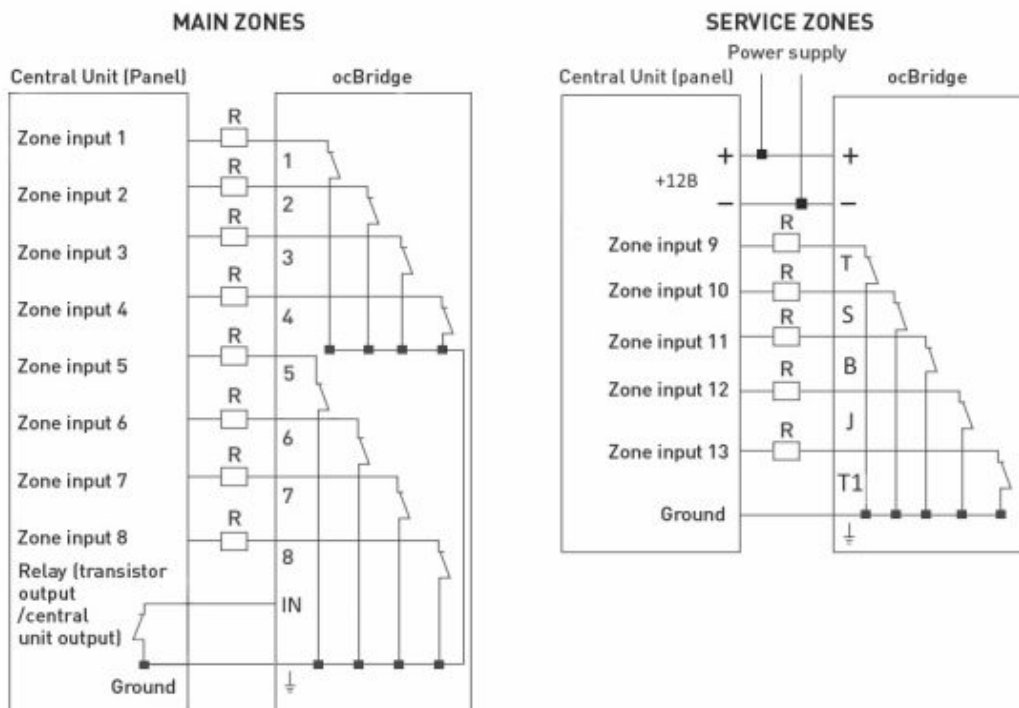 MAIN ZONES
Central Unit (Panel)
ocBridge
Zone input 1
R
1
Zone input 2
R
2
Zone input 3
R
3
Zone input 4
R
4
Zone input 5
R
5
Zone input 6
R
6
Zone input 7
R
7
Zone input 8
R
8
Relay (transistor
output
/central
unit output)
IN
Ground
SERVICE ZONES
Power supply
Central Unit (panel)
ocBridge
+
+
+12B
−
−
Zone input 9
R
T
Zone input 10
R
S
Zone input 11
R
B
Zone input 12
R
J
Zone input 13
R
T1
Ground